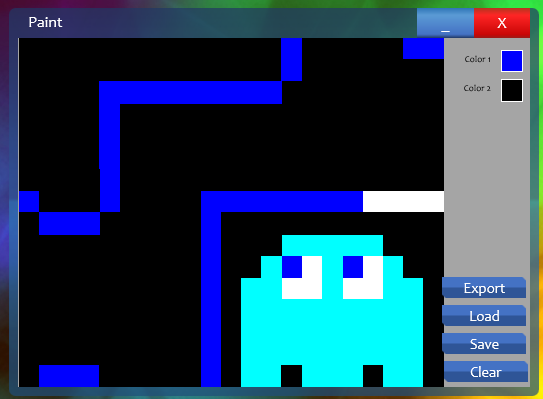 Paint
_ X
Color 1
Color 2
Export
Load
Save
Clear